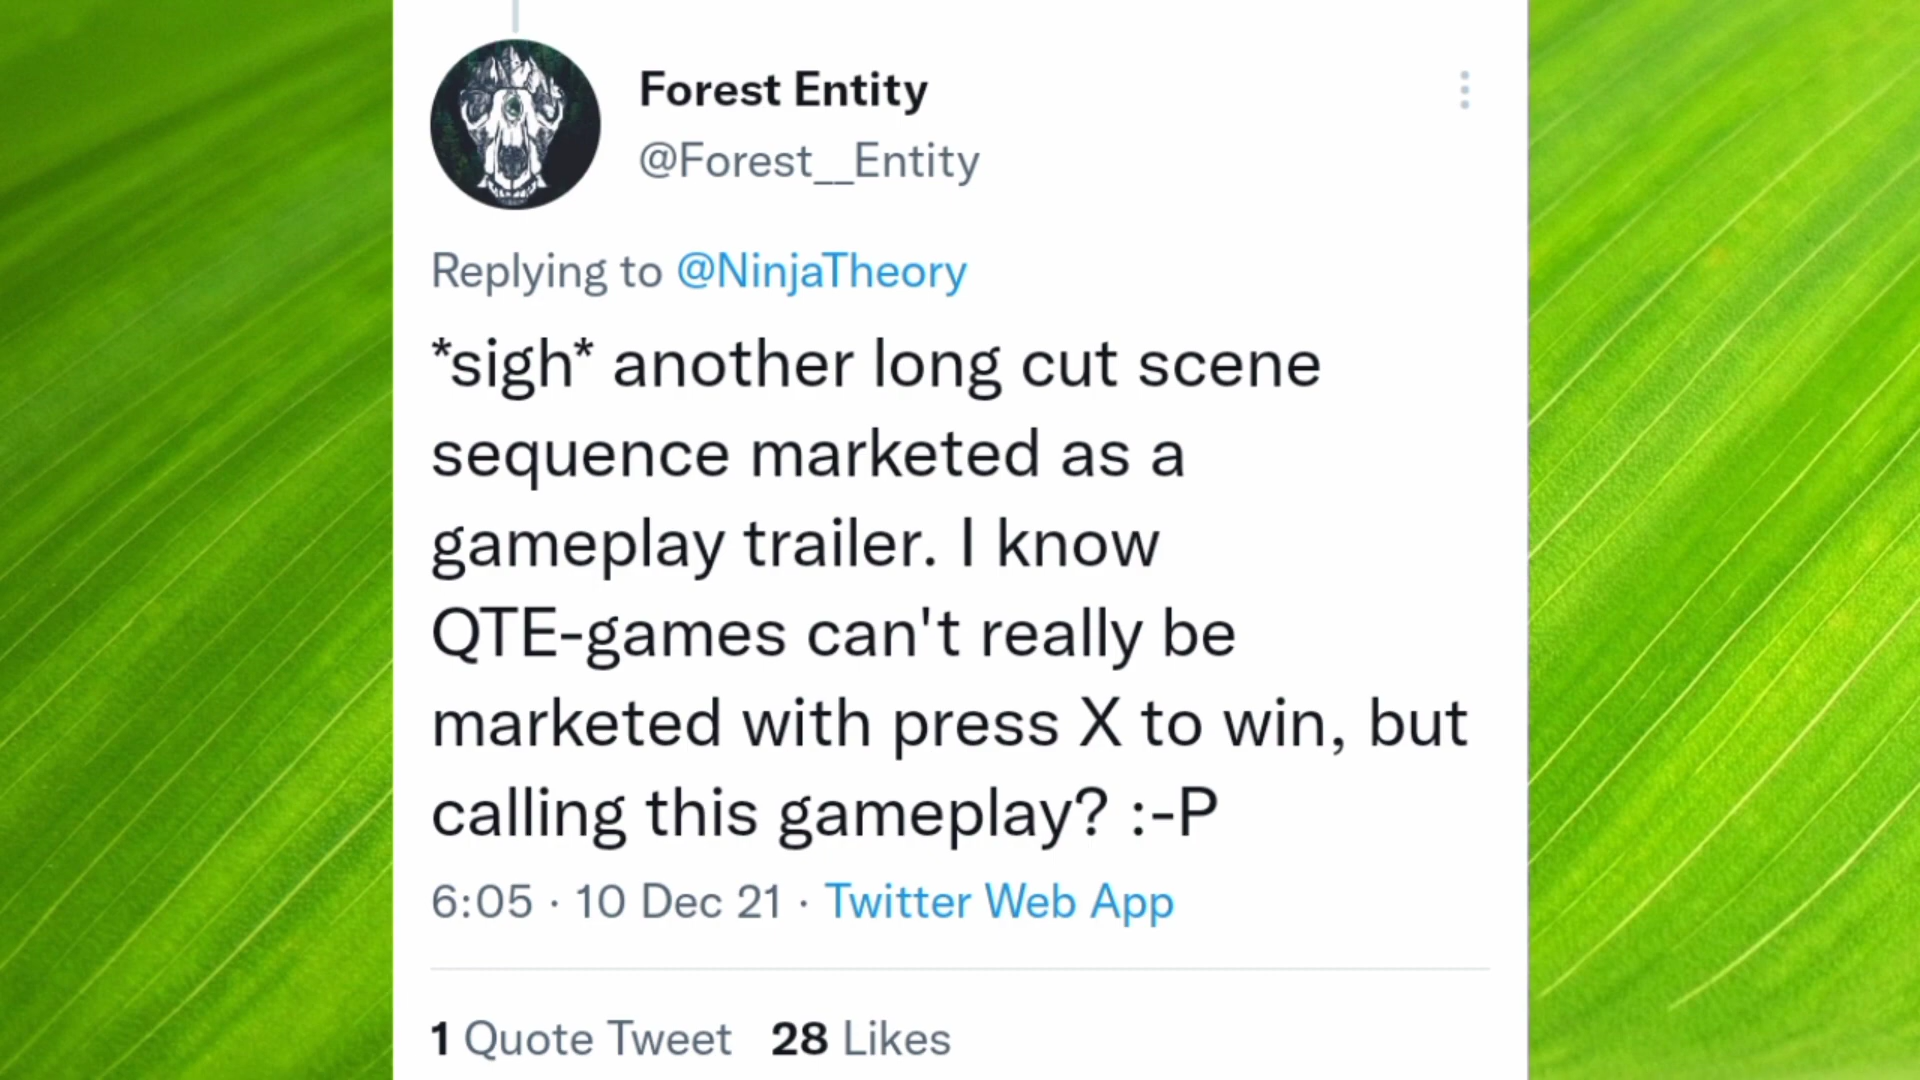 Forest Entity
@Forest__Entity
Replying to @NinjaTheory
*sigh* another long cut scene
sequence marketed as a
gameplay trailer. I know
QTE-games can't really be
marketed with press X to win, but
calling this gameplay? :-P
6:05 · 10 Dec 21 · Twitter Web App
1 Quote Tweet 28 Likes